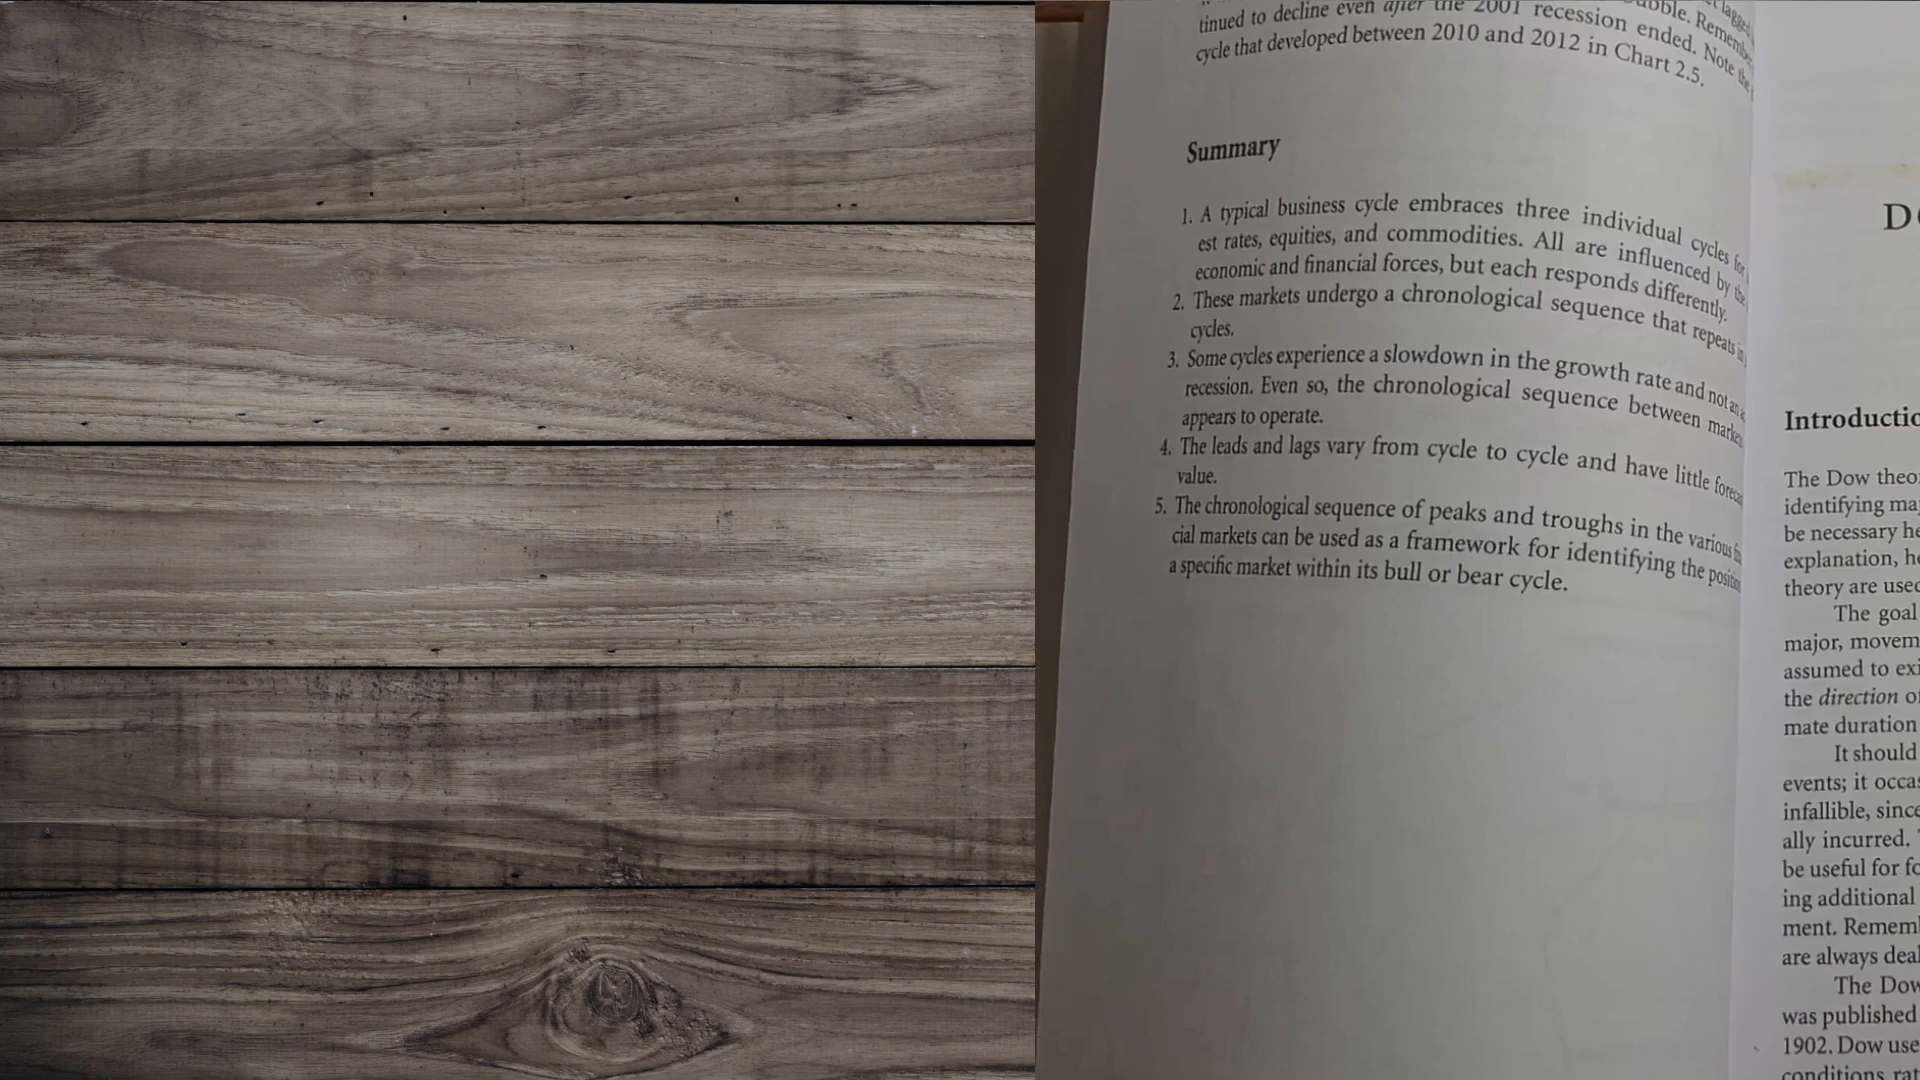 tinued to decline even after the 2001 recession ended. Note
cycle that developed between 2010 and 2012 in Chart 2.5.
Summary
1. A typical business cycle embraces three individual cycles for
est rates, equities, and commodities. All are influenced by the
economic and financial forces, but each responds differently.
2. These markets undergo a chronological sequence that repeats in
cycles.
3. Some cycles experience a slowdown in the growth rate and not an
recession. Even so, the chronological sequence between
appears to operate.
4. The leads and lags vary from cycle to cycle and have little
value.
5. The chronological sequence of peaks and troughs in the various
cial markets can be used as a framework for identifying the
a specific market within its bull or bear cycle.
Introductio
The Dow theo
identifying ma
be necessary he
explanation, he
theory are used
The goal
major, movem
assumed to exi
the direction o
mate duration
It should
events; it occas
infallible, since
ally incurred.
be useful for fo
ing additional
ment. Rememb
are always deal
The Dow
was published
1902. Dow use
conditions rat